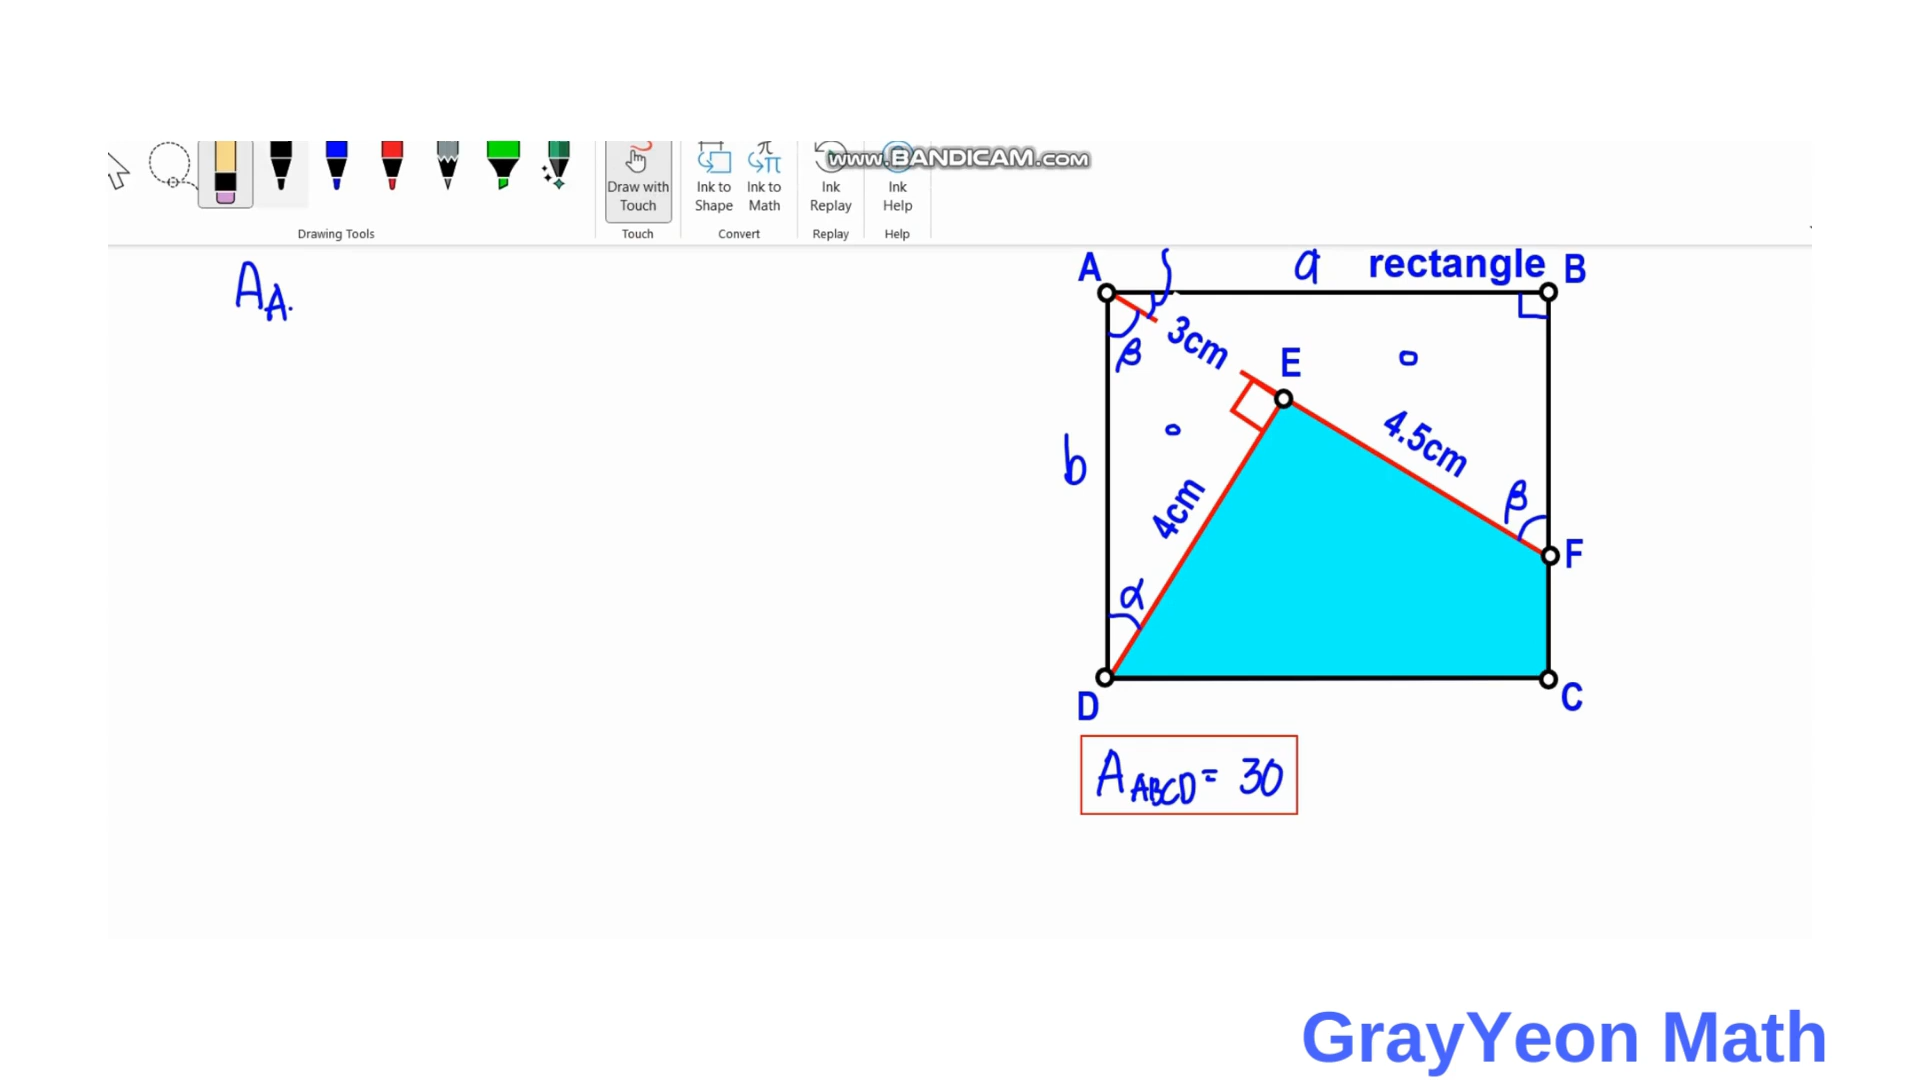 www.BANDICAM.com
Draw with Touch
Ink to Shape
Ink to Math
Ink Replay
Ink Help
Drawing Tools
Touch
Convert
Replay
Help
A_A.
A
a
rectangle
B
β
3cm
E
b
4.5cm
β
4cm
F
α
D
C
A_ABCD = 30
GrayYeon Math